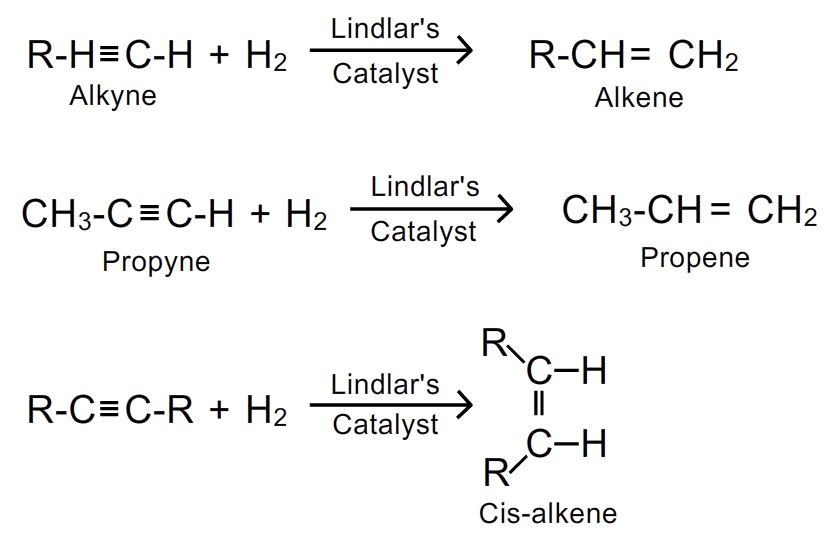 R-H≡C-H + H₂ Lindlar's Catalyst R-CH= CH₂
Alkyne Alkene
CH₃-C≡C-H + H₂ Lindlar's Catalyst CH₃-CH= CH₂
Propyne Propene
R-C≡C-R + H₂ Lindlar's Catalyst
R
C-H
||
C-H
R
Cis-alkene